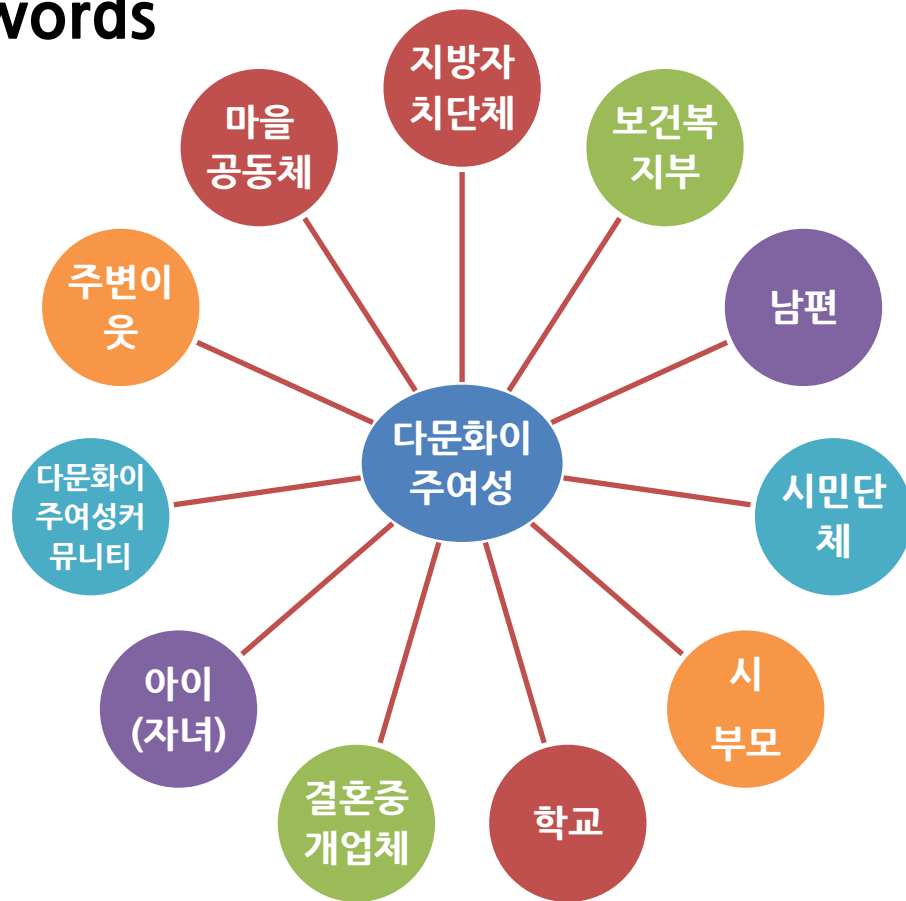 words
지방자
치단체
보건복
지부
남편
시민단
체
시
부모
학교
결혼중
개업체
아이
(자녀)
다문화이
주여성커
뮤니티
주변이
웃
마을
공동체
다문화이
주여성